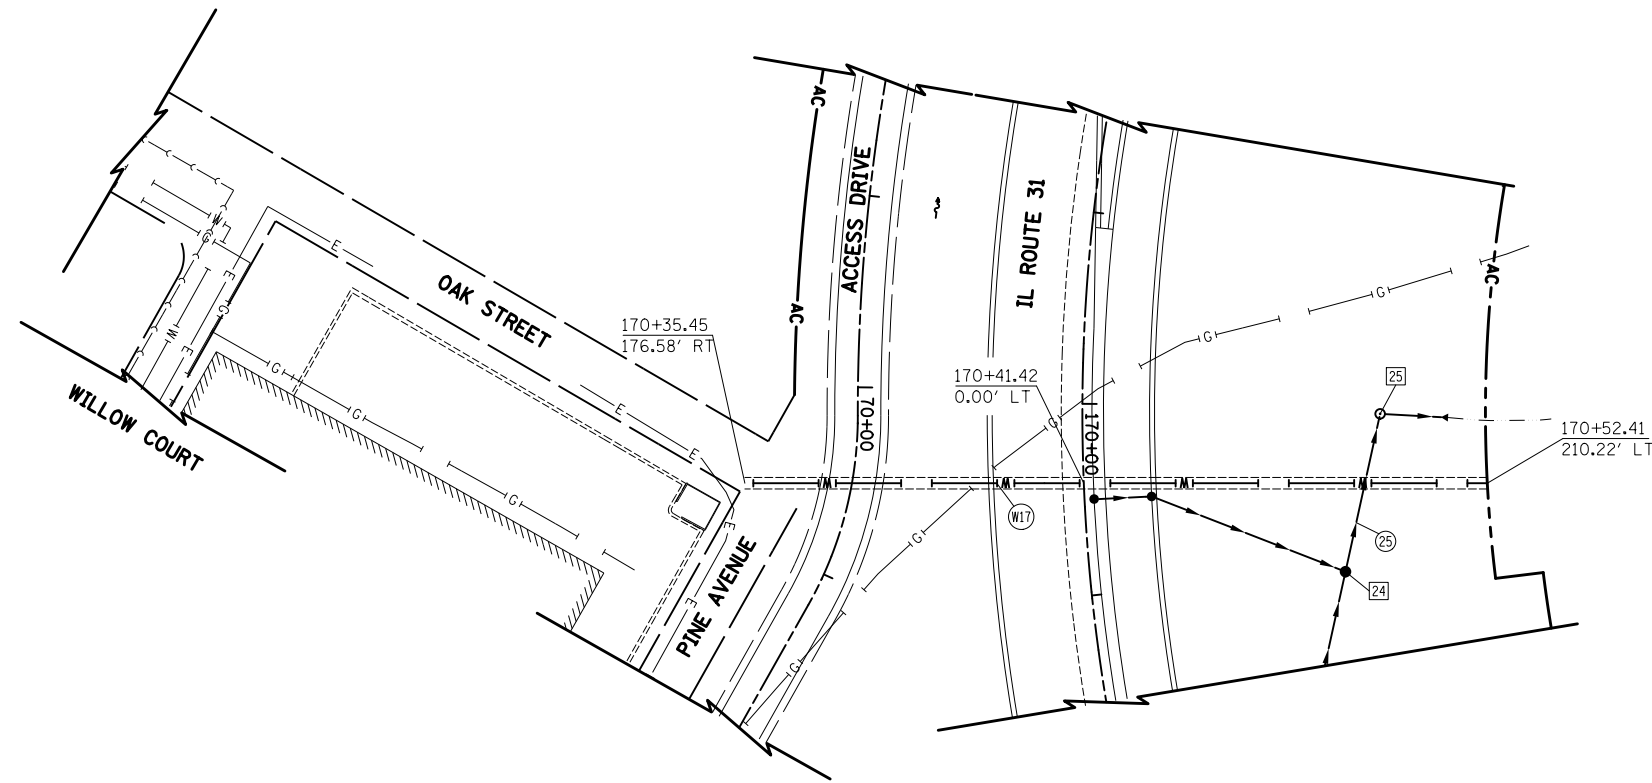 AC
AC
ACCESS DRIVE
IL ROUTE 31
AC
OAK STREET
E
W
G
E
G
W
E
WILLOW COURT
G
G
G
E
E
E
E
PINE AVENUE
170+35.45
176.58' RT
170+00
170+41.42
0.00' LT
170+00
G
G
G
G
G
G
W
W
W
W
W17
25
25
24
170+52.41
210.22' LT